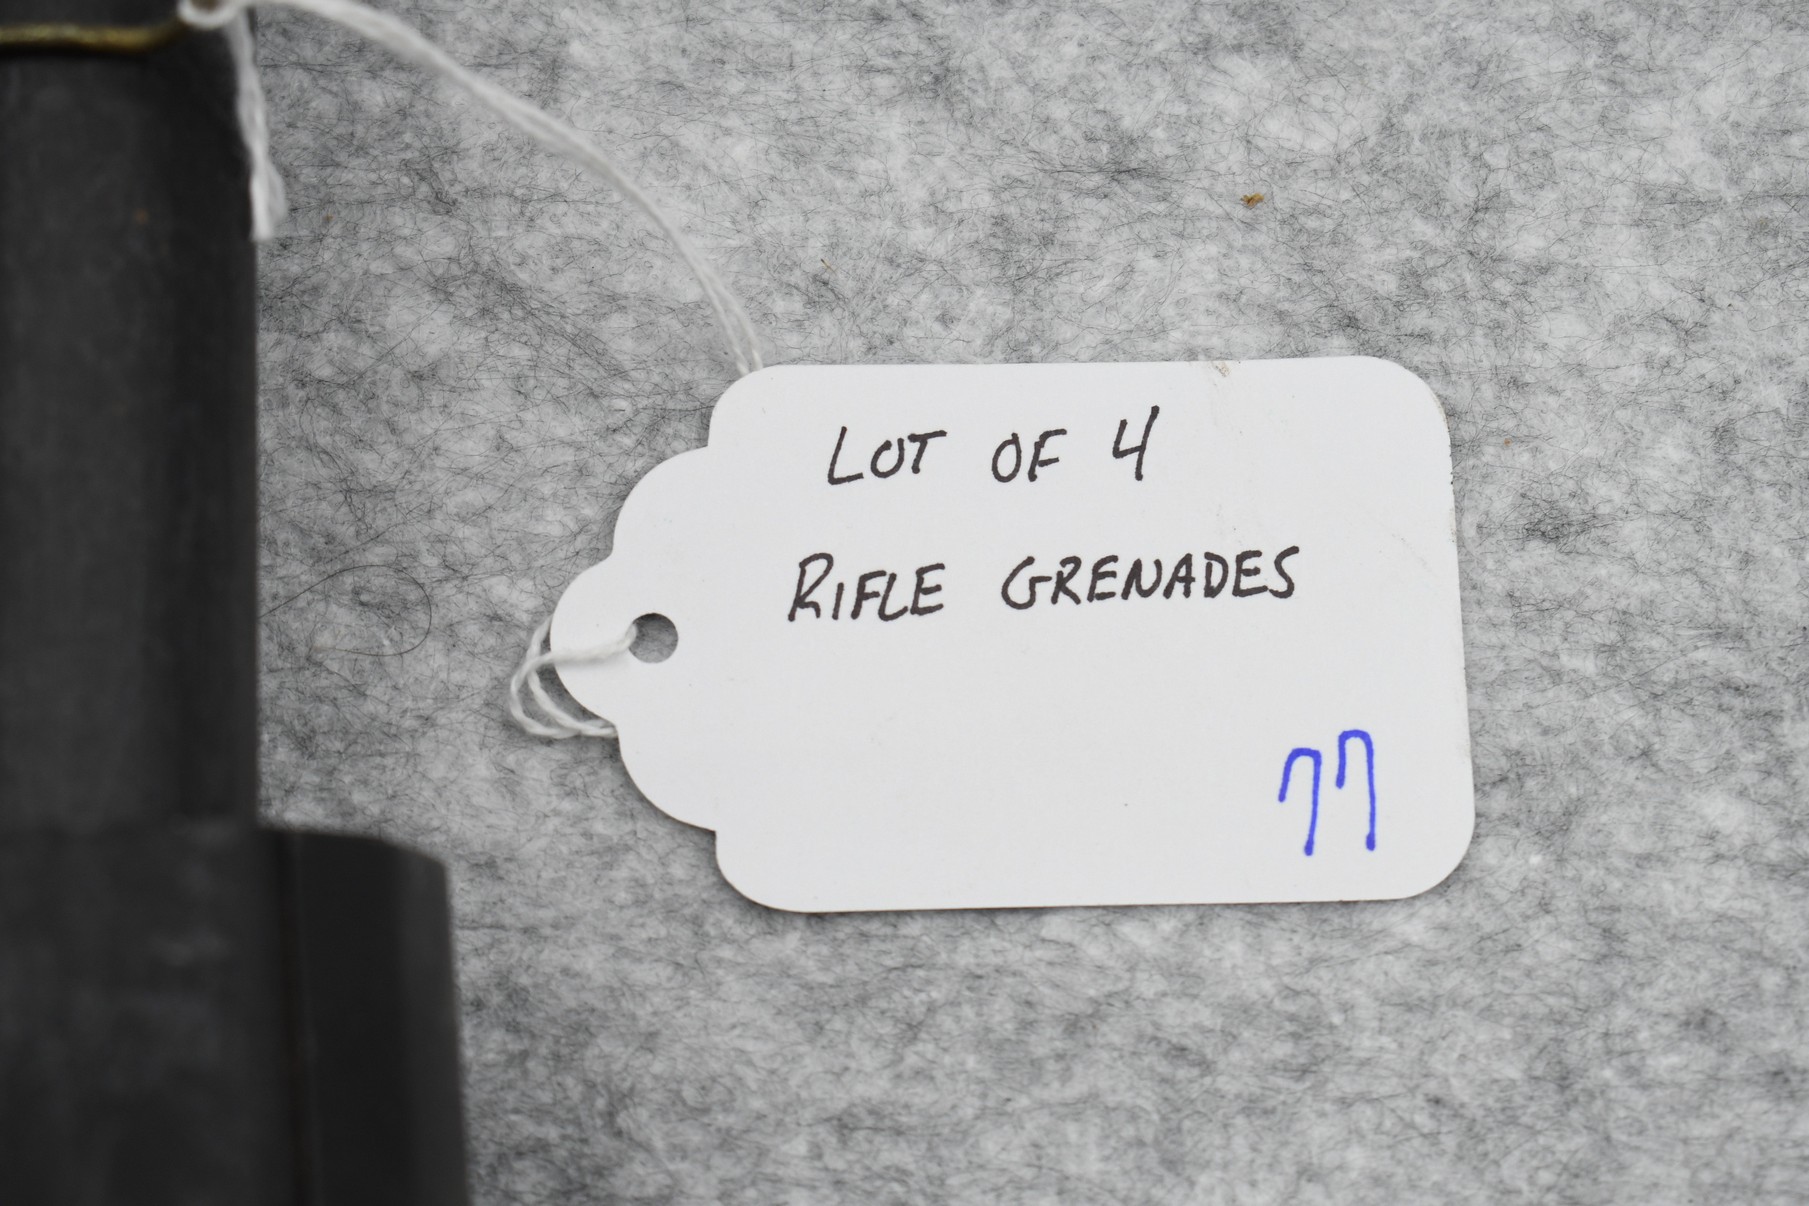 LOT OF 4
RIFLE GRENADES
77